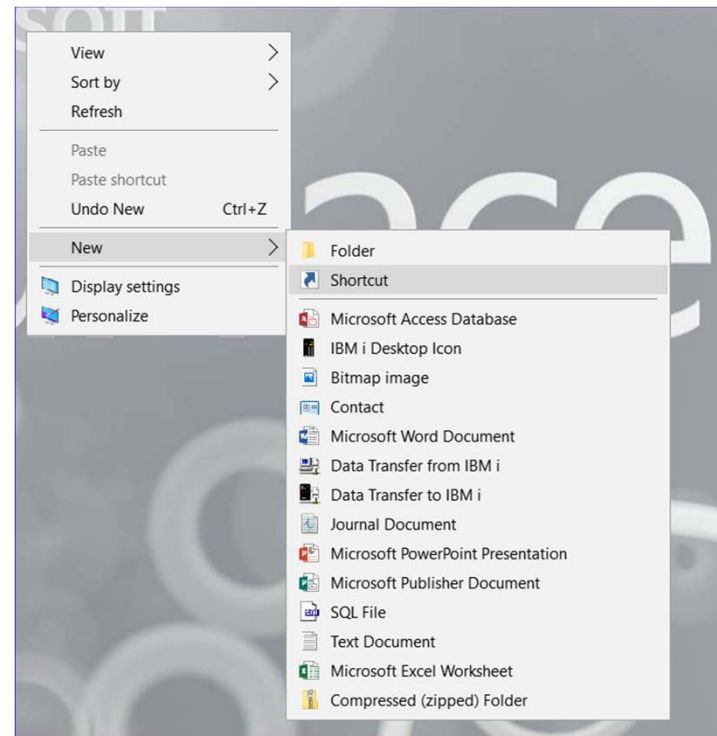 SOFT
View
Sort by
Refresh
Paste
Paste shortcut
Undo New Ctrl+Z
ace
New
Folder
Shortcut
Display settings
Personalize
Microsoft Access Database
IBM i Desktop Icon
Bitmap image
Contact
Microsoft Word Document
Data Transfer from IBM i
Data Transfer to IBM i
Journal Document
Microsoft PowerPoint Presentation
Microsoft Publisher Document
SQL File
Text Document
Microsoft Excel Worksheet
Compressed (zipped) Folder